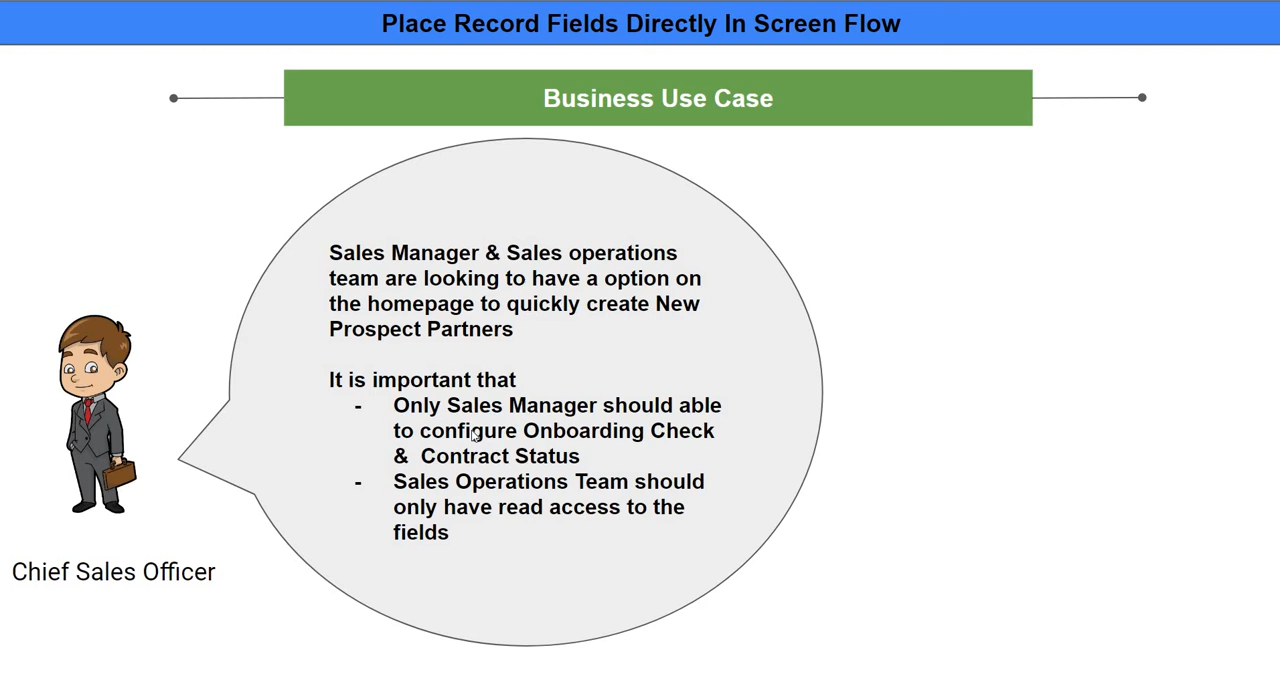 Place Record Fields Directly In Screen Flow
Business Use Case
Sales Manager & Sales operations
team are looking to have a option on
the homepage to quickly create New
Prospect Partners
It is important that
- Only Sales Manager should able
to configure Onboarding Check
& Contract Status
- Sales Operations Team should
only have read access to the
fields
Chief Sales Officer